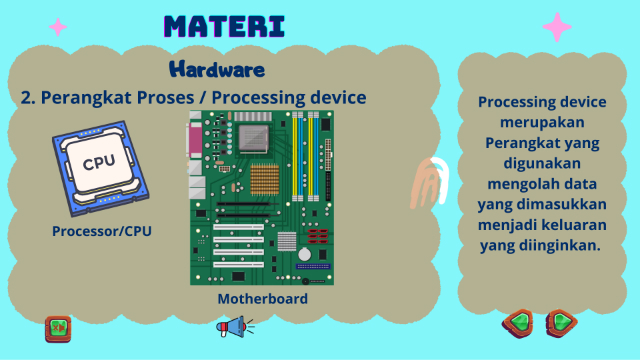 MATERI
Hardware
2. Perangkat Proses / Processing device
CPU
Processor/CPU
Motherboard
Processing device
merupakan
Perangkat yang
digunakan
mengolah data
yang dimasukkan
menjadi keluaran
yang diinginkan.